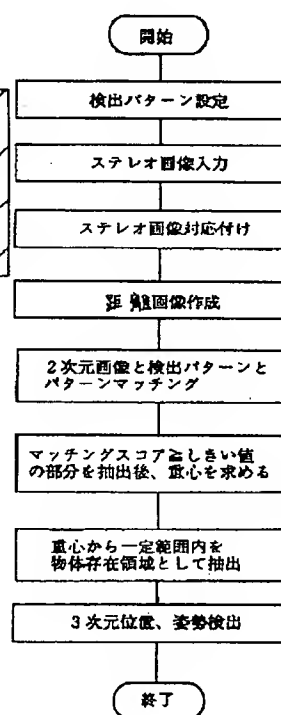 開始
検出パターン設定
ステレオ画像入力
ステレオ画像対応付け
距離画像作成
2次元画像と検出パターンと
パターンマッチング
マッチングスコア≧しきい値
の部分を抽出後、重心を求める
重心から一定範囲内を
物体存在領域として抽出
3次元位置、姿勢検出
終了